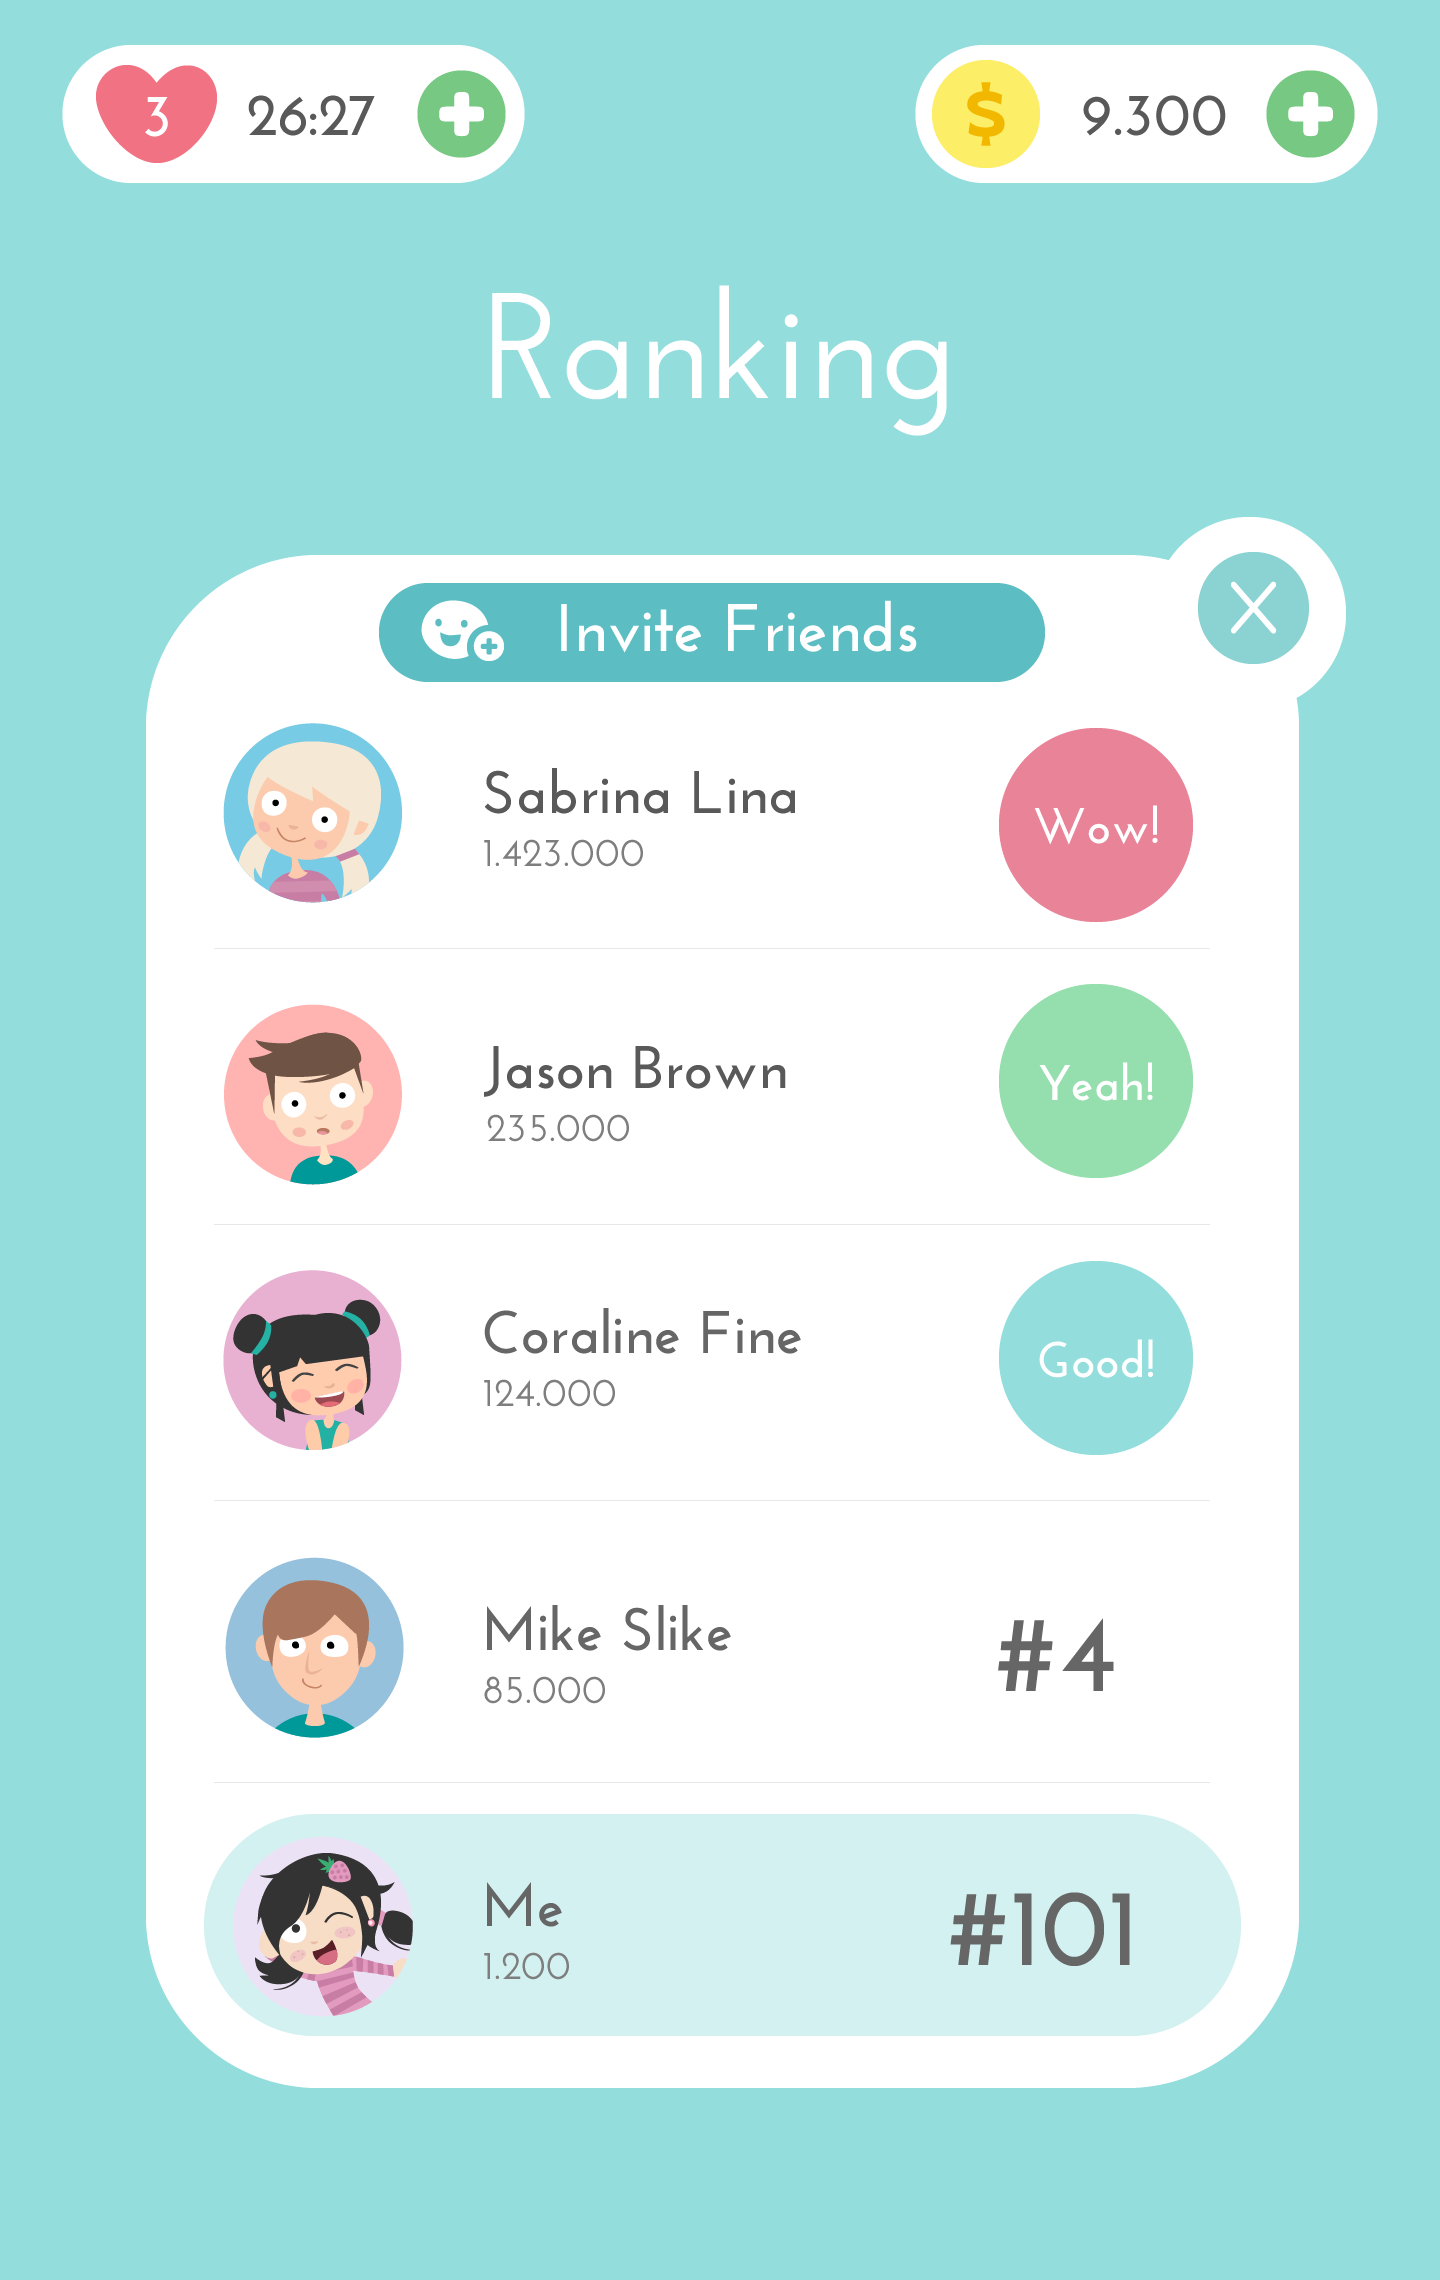 3 26:27
$ 9.300
Ranking
Invite Friends
X
Sabrina Lina
1.423.000
Wow!
Jason Brown
235.000
Yeah!
Coraline Fine
124.000
Good!
Mike Slike
85.000
#4
Me
1.200
#101